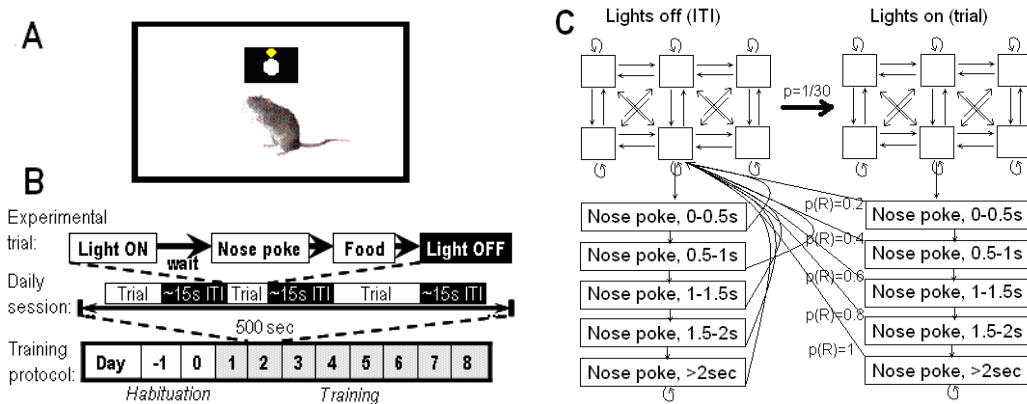 A
B
Experimental
trial:
Light ON
wait
Nose poke
Food
Light OFF
Daily
session:
Trial ~15s ITI Trial ~15s ITI Trial ~15s ITI
500 sec
Training
protocol:
Day -1 0 1 2 3 4 5 6 7 8
Habituation Training
C
Lights off (ITI) Lights on (trial)
p=1/30
Nose poke, 0-0.5s p(R)=0.2 Nose poke, 0-0.5s
Nose poke, 0.5-1s p(R)=0.4 Nose poke, 0.5-1s
Nose poke, 1-1.5s p(R)=0.6 Nose poke, 1-1.5s
Nose poke, 1.5-2s p(R)=0.8 Nose poke, 1.5-2s
Nose poke, >2sec p(R)=1 Nose poke, >2sec